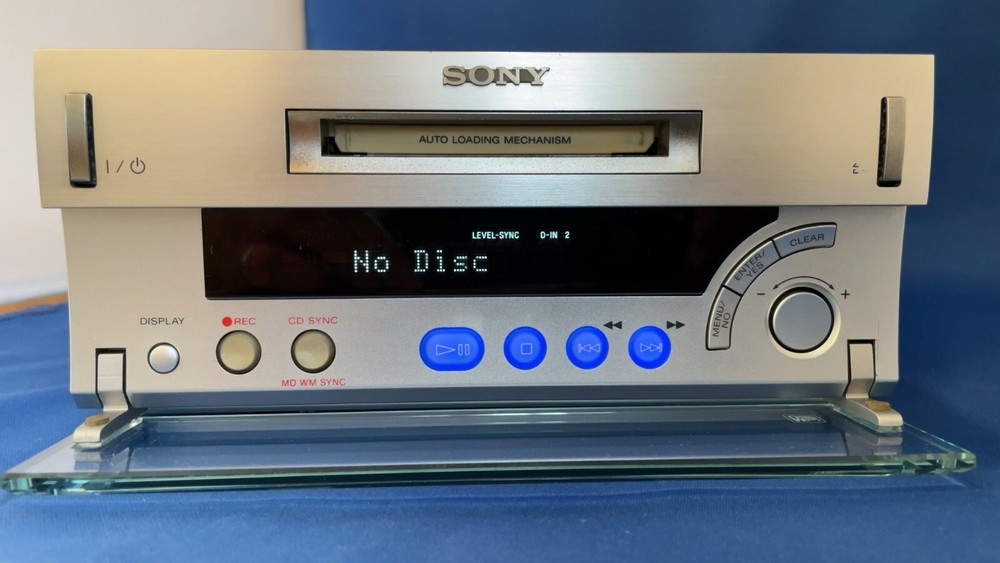 SONY
AUTO LOADING MECHANISM
LEVEL-SYNC D-IN 2
No Disc
CLEAR
ENTER/
YES
MENU/
NO
- +
DISPLAY
●REC
CD SYNC
MD WM SYNC